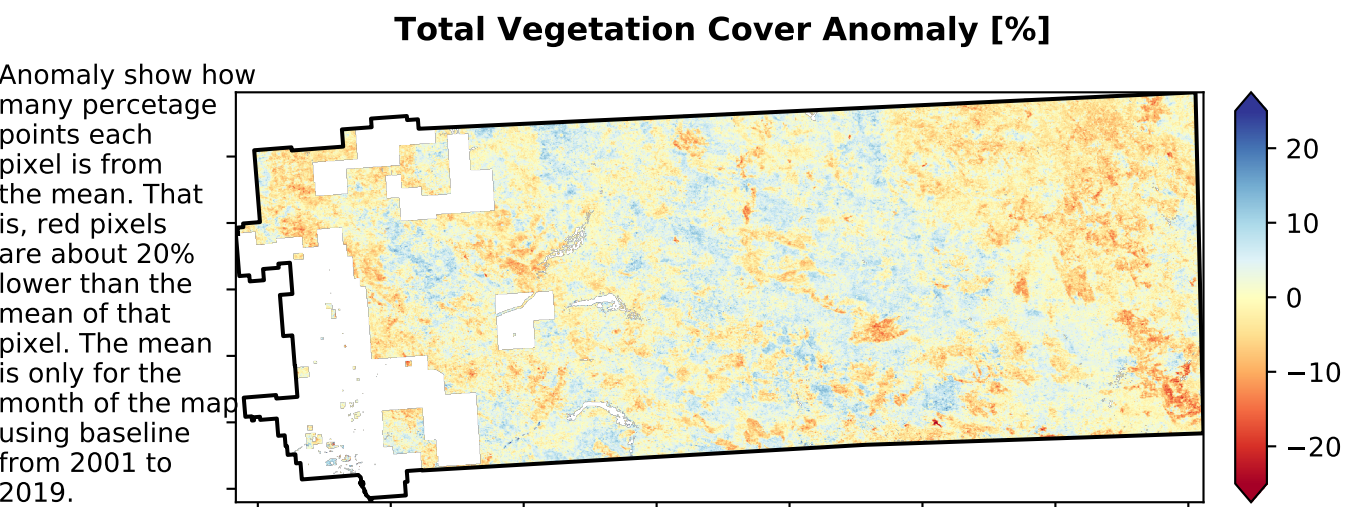 Total Vegetation Cover Anomaly [%]
Anomaly show how
many percetage
points each
pixel is from
the mean. That
is, red pixels
are about 20%
lower than the
mean of that
pixel. The mean
is only for the
month of the map
using baseline
from 2001 to
2019.
20
10
0
−10
−20